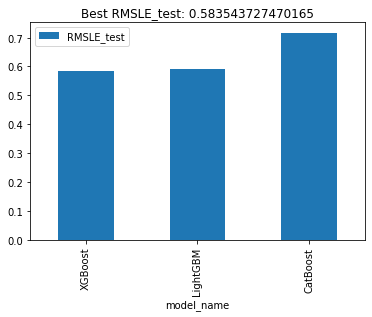 Best RMSLE_test: 0.583543727470165
RMSLE_test
0.7
0.6
0.5
0.4
0.3
0.2
0.1
0.0
XGBoost
LightGBM
CatBoost
model_name